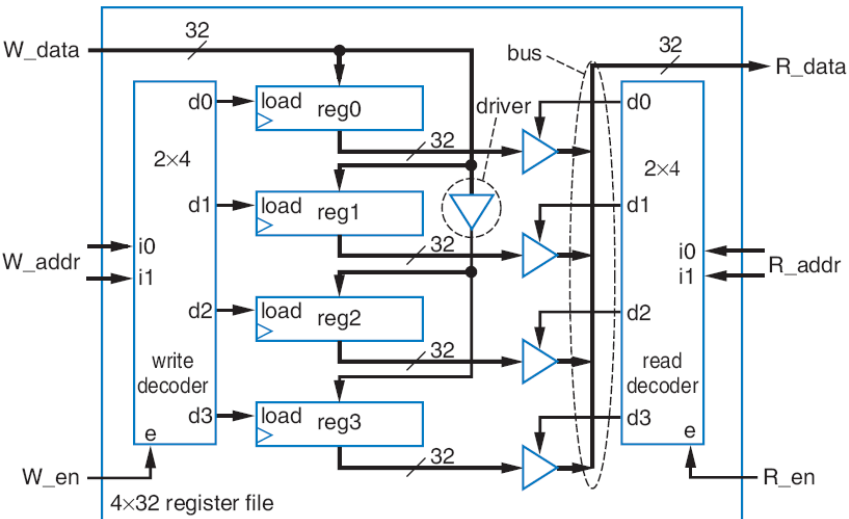 W_data
32
bus
32
R_data
d0
load
reg0
driver
d0
2×4
32
2×4
d1
load
reg1
d1
32
W_addr
i0
i1
i0
i1
R_addr
d2
load
reg2
d2
32
write
decoder
read
decoder
d3
load
reg3
d3
e
32
e
W_en
R_en
4×32 register file